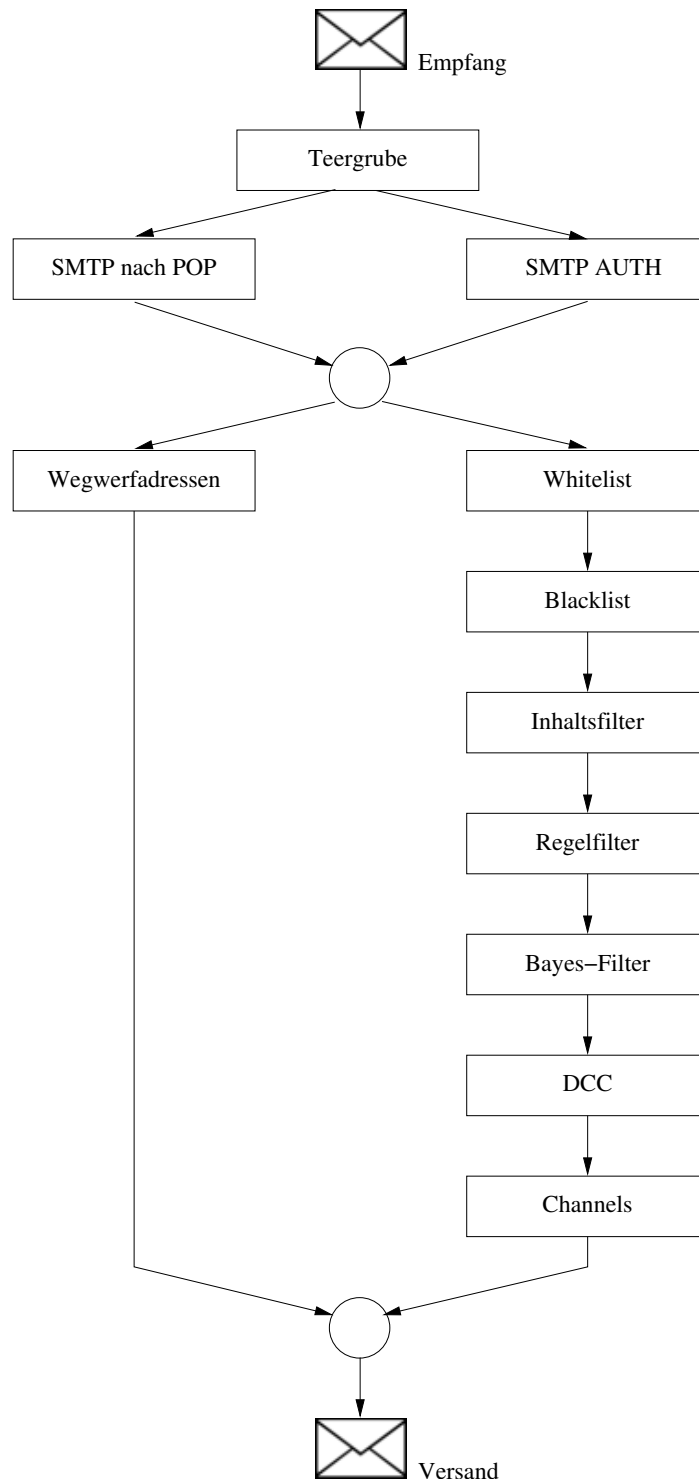 Empfang
Teergrube
SMTP nach POP
SMTP AUTH
Wegwerfadressen
Whitelist
Blacklist
Inhaltsfilter
Regelfilter
Bayes−Filter
DCC
Channels
Versand